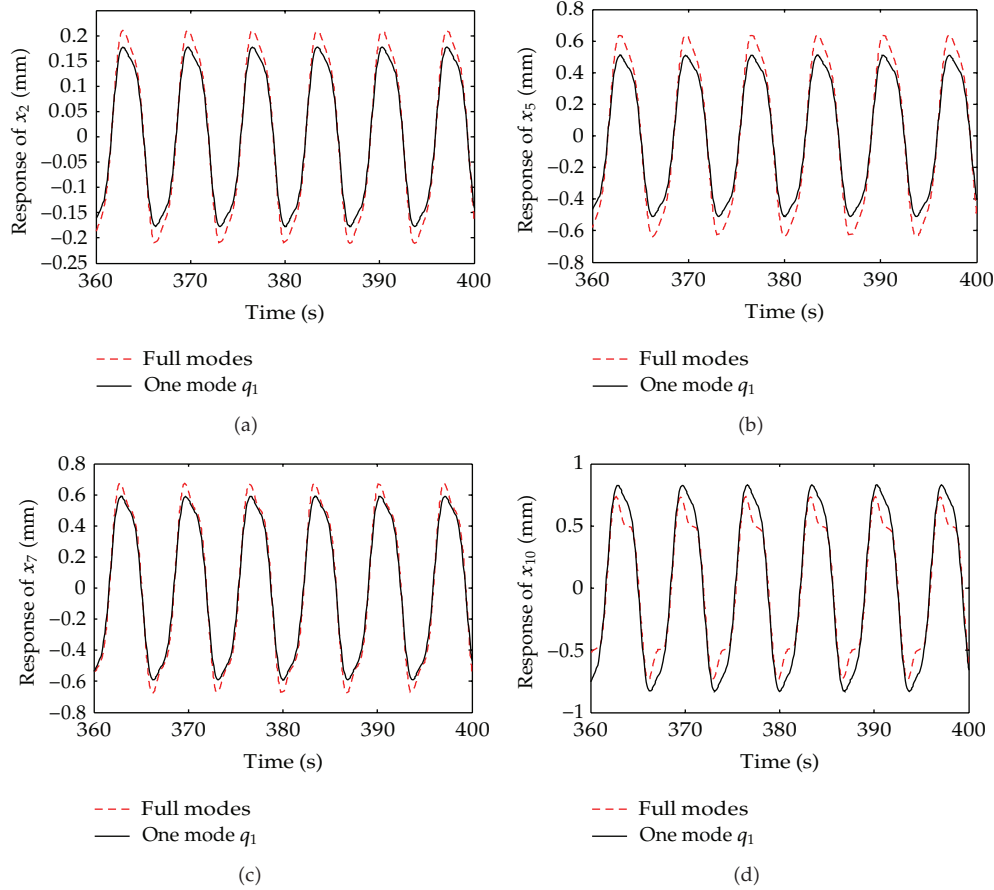 0.2
0.15
0.1
0.05
0
−0.05
−0.1
−0.15
−0.2
−0.25
Response of x2 (mm)
360 370 380 390 400
Time (s)
Full modes
One mode q1
(a)
0.8
0.6
0.4
0.2
0
−0.2
−0.4
−0.6
−0.8
Response of x5 (mm)
360 370 380 390 400
Time (s)
Full modes
One mode q1
(b)
0.8
0.6
0.4
0.2
0
−0.2
−0.4
−0.6
−0.8
Response of x7 (mm)
360 370 380 390 400
Time (s)
Full modes
One mode q1
(c)
1
0.5
0
−0.5
−1
Response of x10 (mm)
360 370 380 390 400
Time (s)
Full modes
One mode q1
(d)